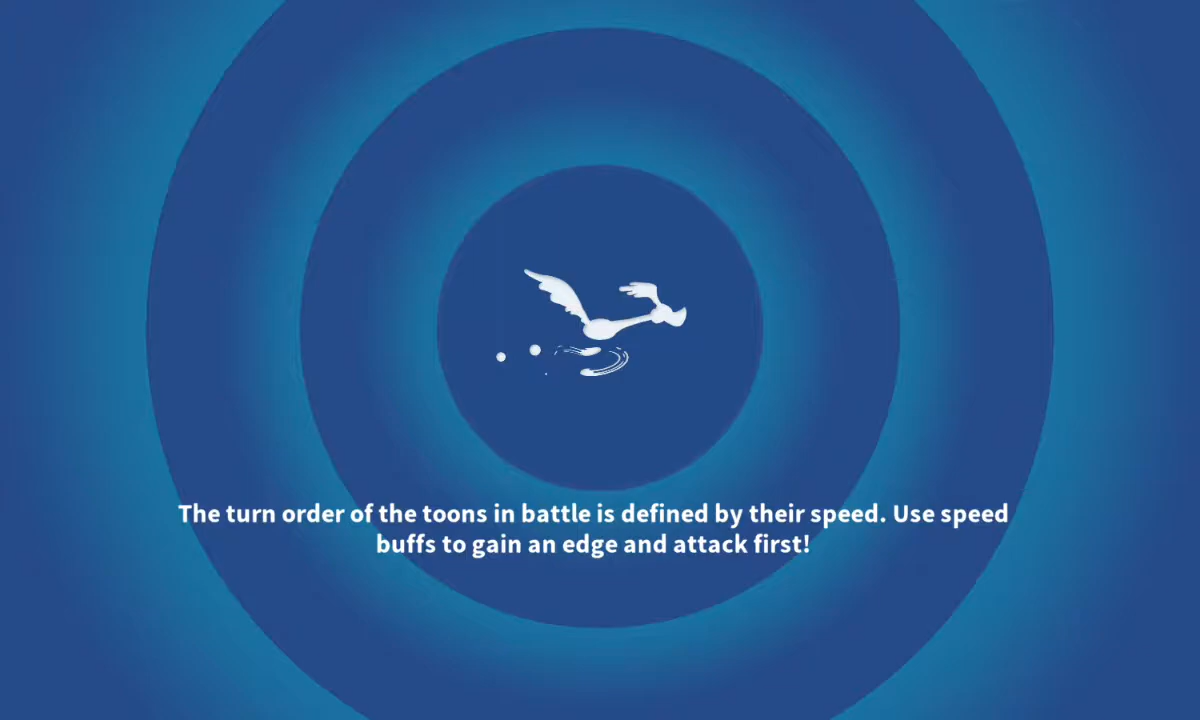 The turn order of the toons in battle is defined by their speed. Use speed
buffs to gain an edge and attack first!